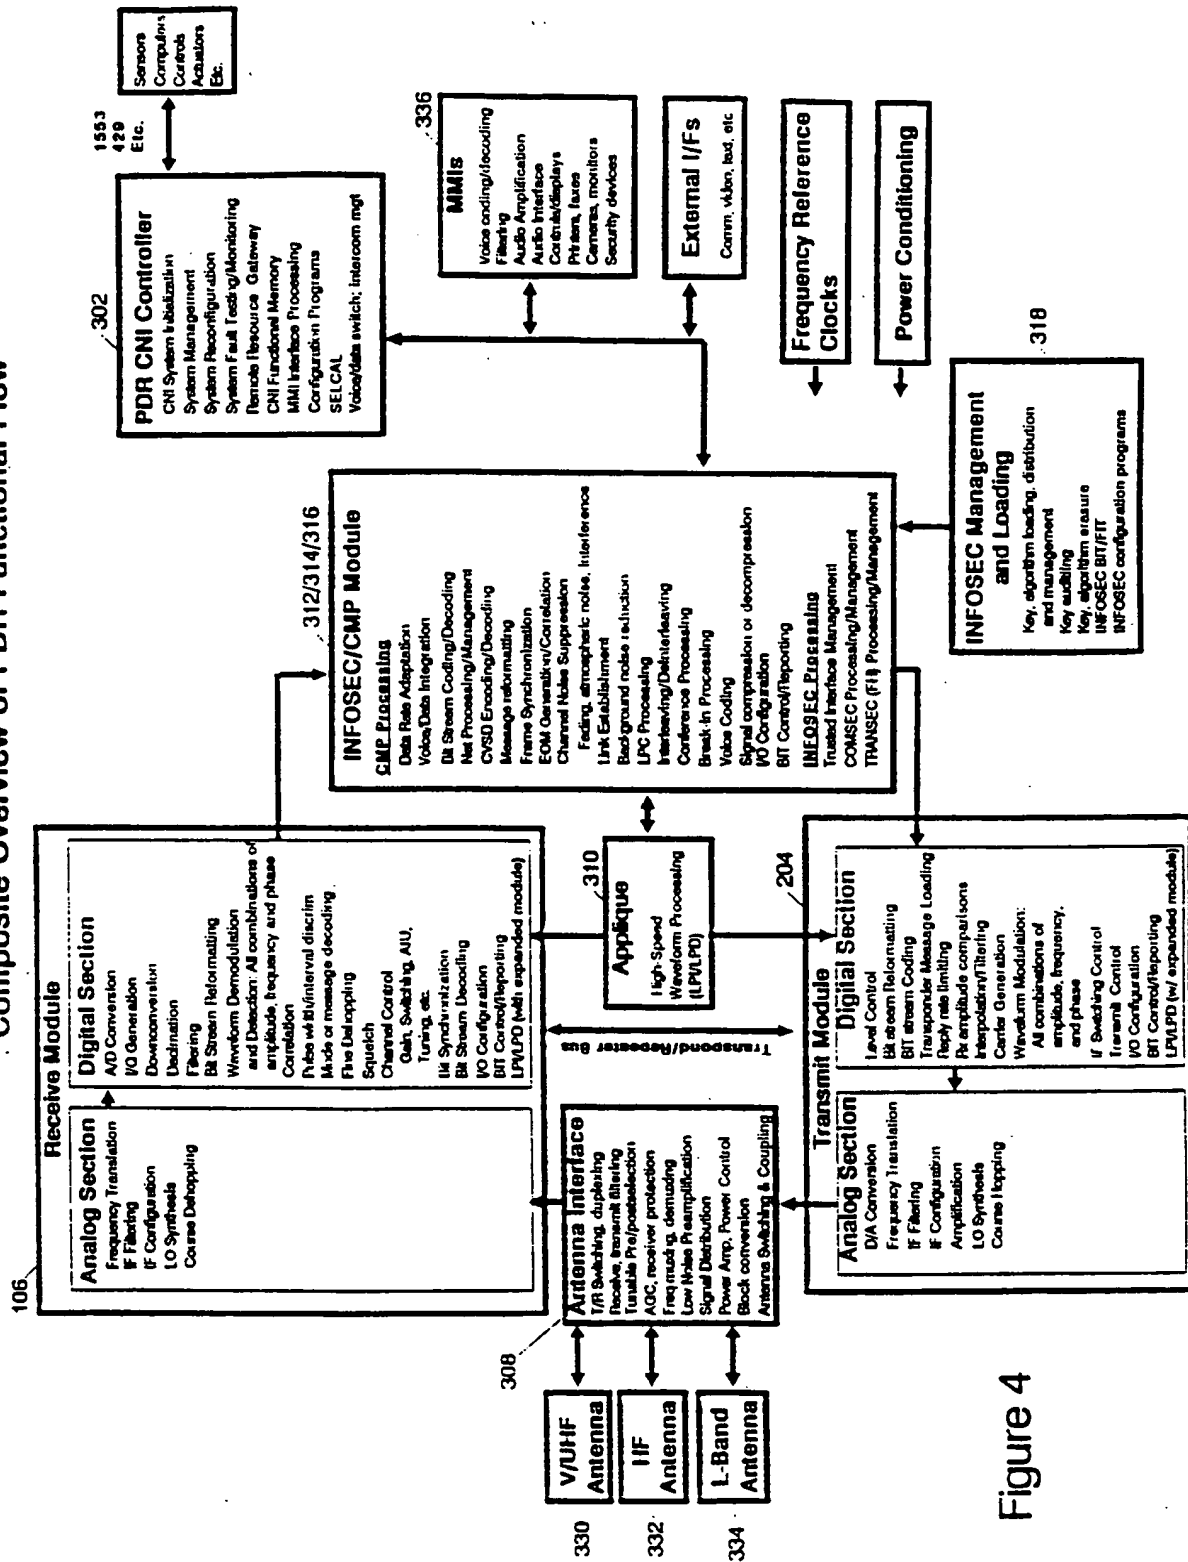 Composite Overview of PDR Functional Flow
106
Receive Module
Analog Section
Frequency Translation
IF Filtering
IF Configuration
LO Synthesis
Course Dehopping
Digital Section
A/D Conversion
I/Q Generation
Downconversion
Decimation
Filtering
Bit Stream Reformatting
Waveform Demodulation
and Detection: All combinations of
amplitude, frequency and phase
Correlation
Pulse width/interval discrim
Mode or message decoding
Fine Dehopping
Squelch
Channel Control
Gain, Switching, AIU,
Tuning, etc.
Bit Synchronization
Bit Stream Decoding
I/O Configuration
BIT Control/Reporting
LPI/LPD (with expanded module)
308
Antenna Interface
T/R Switching, duplexing
Receive, transmit filtering
Tunable Pre/postselection
AGC, receiver protection
Freq muxing, demuxing
Low Noise Preamplification
Signal Distribution
Power Amp, Power Control
Block conversion
Antenna Switching & Coupling
V/UHF
Antenna
330
HF
Antenna
332
L-Band
Antenna
334
Transpond/Repeater Bus
310
Applique
High-Speed
Waveform Processing
(LPI/LPD)
204
Transmit Module
Analog Section
D/A Conversion
Frequency Translation
IF Filtering
IF Configuration
Amplification
LO Synthesis
Course Hopping
Digital Section
Level Control
Bit stream Reformatting
BIT stream Coding
Transponder Message Loading
Reply rate limiting
Rx amplitude comparisons
Interpolation/Filtering
Carrier Generation
Waveform Modulation:
All combinations of
amplitude, frequency,
and phase
IF Switching Control
Transmit Control
I/O Configuration
BIT Control/Reporting
LPI/LPD (w/ expanded module)
312/314/316
INFOSEC/CMP Module
CMP Processing
Data Rate Adaptation
Voice/Data Integration
Bit Stream Coding/Decoding
Net Processing/Management
CVSD Encoding/Decoding
Message reformatting
Frame Synchronization
EOM Generation/Correlation
Channel Noise Suppression
Fading, atmospheric noise, Interference
Link Establishment
Background noise reduction
LPC Processing
Interleaving/Deinterleaving
Conference Processing
Break-In Processing
Voice Coding
Signal compression or decompression
I/O Configuration
BIT Control/Reporting
INFOSEC Processing
Trusted Interface Management
COMSEC Processing/Management
TRANSEC (FH) Processing/Management
302
PDR CNI Controller
CNI System Initialization
System Management
System Reconfiguration
System Fault Testing/Monitoring
Remote Resource Gateway
CNI Functional Memory
MMI Interface Processing
Configuration Programs
SELCAL
Voice/data switch; intercom mgt
1553
429
Etc.
Sensors
Computors
Controls
Actuators
Etc.
336
MMIs
Voice onding/decoding
Filtering
Audio Amplification
Audio Interface
Controls/displays
Printers, faxes
Cameras, monitors
Security devices
External I/Fs
Comm, video, text, etc
Frequency Reference
Clocks
Power Conditioning
318
INFOSEC Management
and Loading
Key, algorithm loading, distribution
and management
Key auditing
Key, algorithm erasure
INFOSEC BIT/FIT
INFOSEC configuration programs
Figure 4